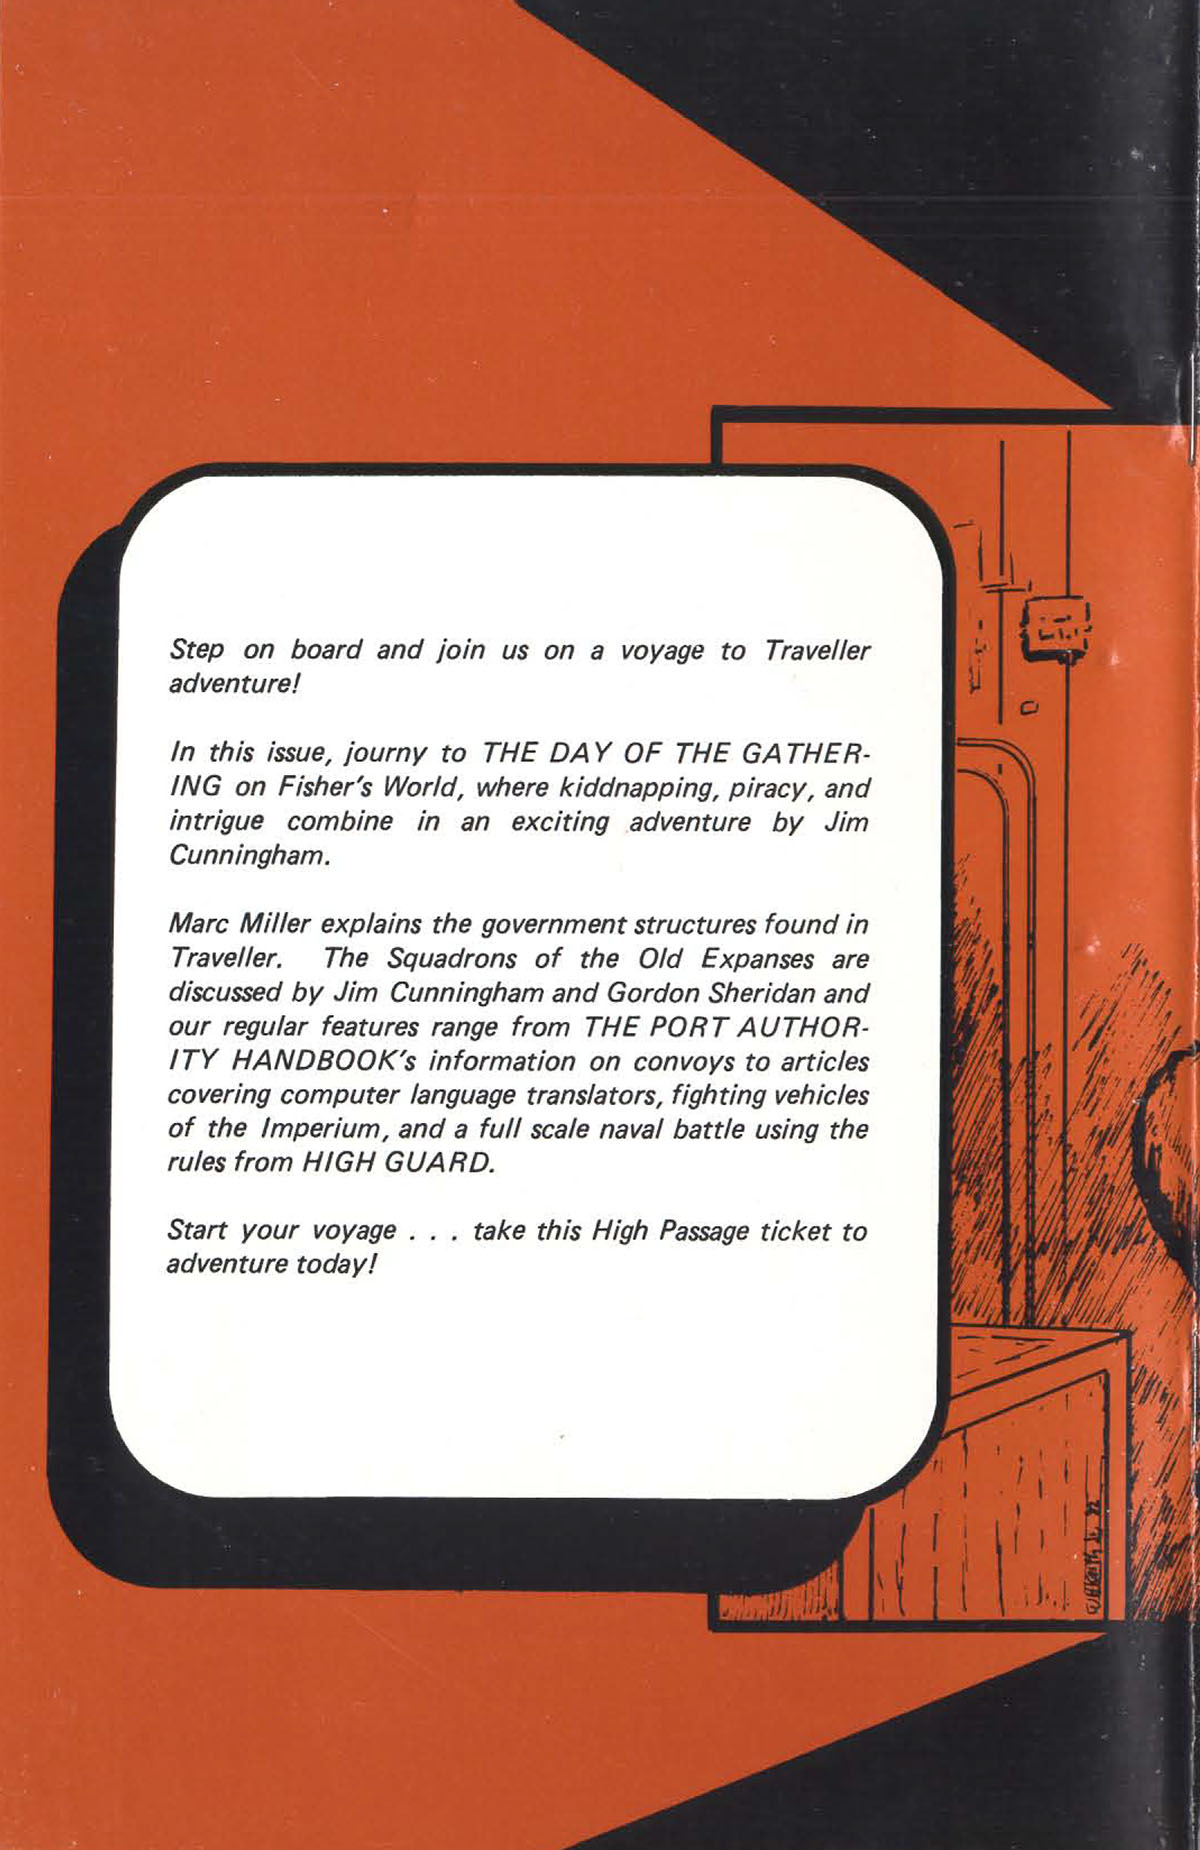 Step on board and join us on a voyage to Traveller
adventure!
In this issue, journy to THE DAY OF THE GATHER-
ING on Fisher's World, where kiddnapping, piracy, and
intrigue combine in an exciting adventure by Jim
Cunningham.
Marc Miller explains the government structures found in
Traveller. The Squadrons of the Old Expanses are
discussed by Jim Cunningham and Gordon Sheridan and
our regular features range from THE PORT AUTHOR-
ITY HANDBOOK's information on convoys to articles
covering computer language translators, fighting vehicles
of the Imperium, and a full scale naval battle using the
rules from HIGH GUARD.
Start your voyage . . . take this High Passage ticket to
adventure today!